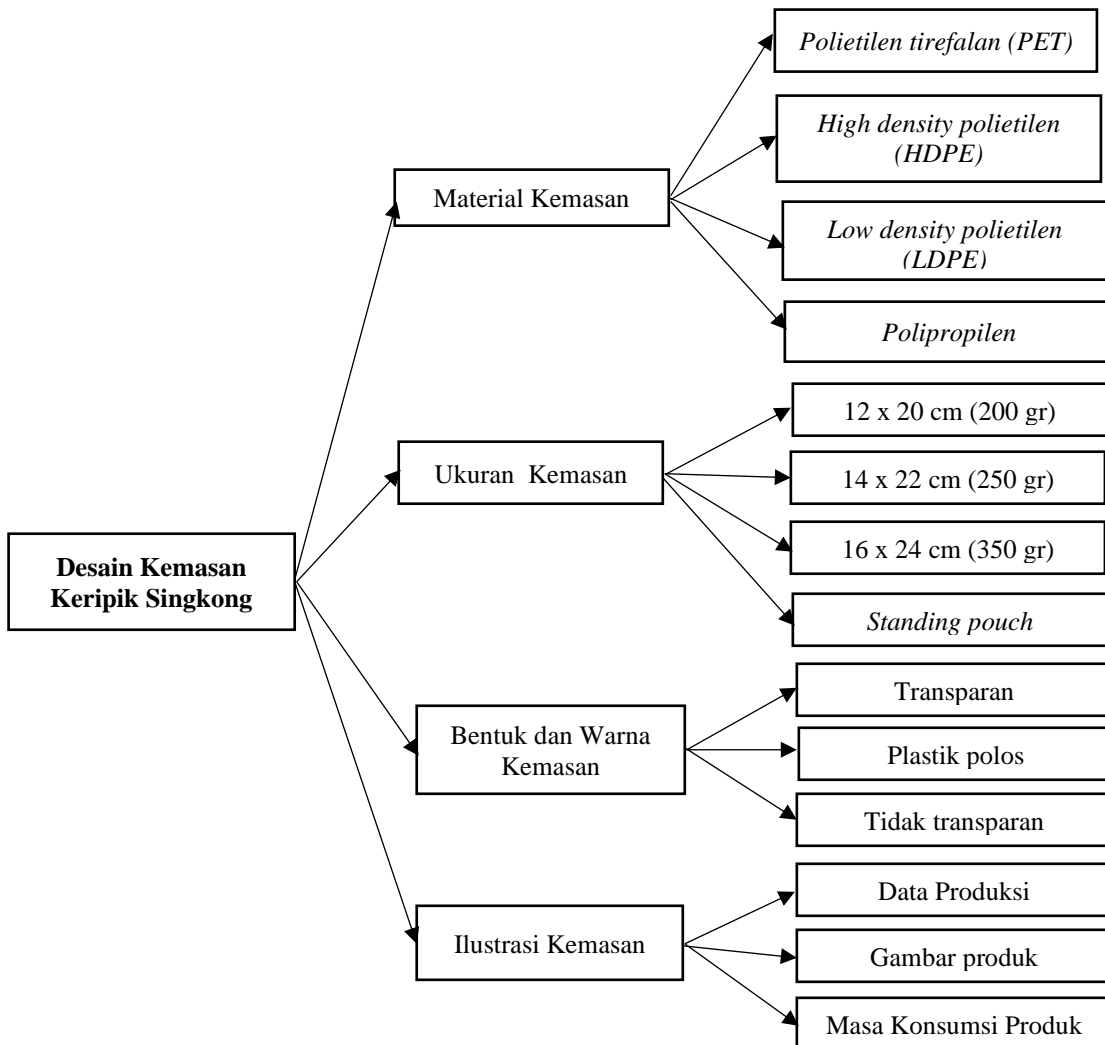 Polietilen tirefalan (PET)
High density polietilen
(HDPE)
Material Kemasan
Low density polietilen
(LDPE)
Polipropilen
12 x 20 cm (200 gr)
Ukuran  Kemasan
14 x 22 cm (250 gr)
16 x 24 cm (350 gr)
Desain Kemasan
Keripik Singkong
Standing pouch
Transparan
Bentuk dan Warna
Kemasan
Plastik polos
Tidak transparan
Data Produksi
Ilustrasi Kemasan
Gambar produk
Masa Konsumsi Produk